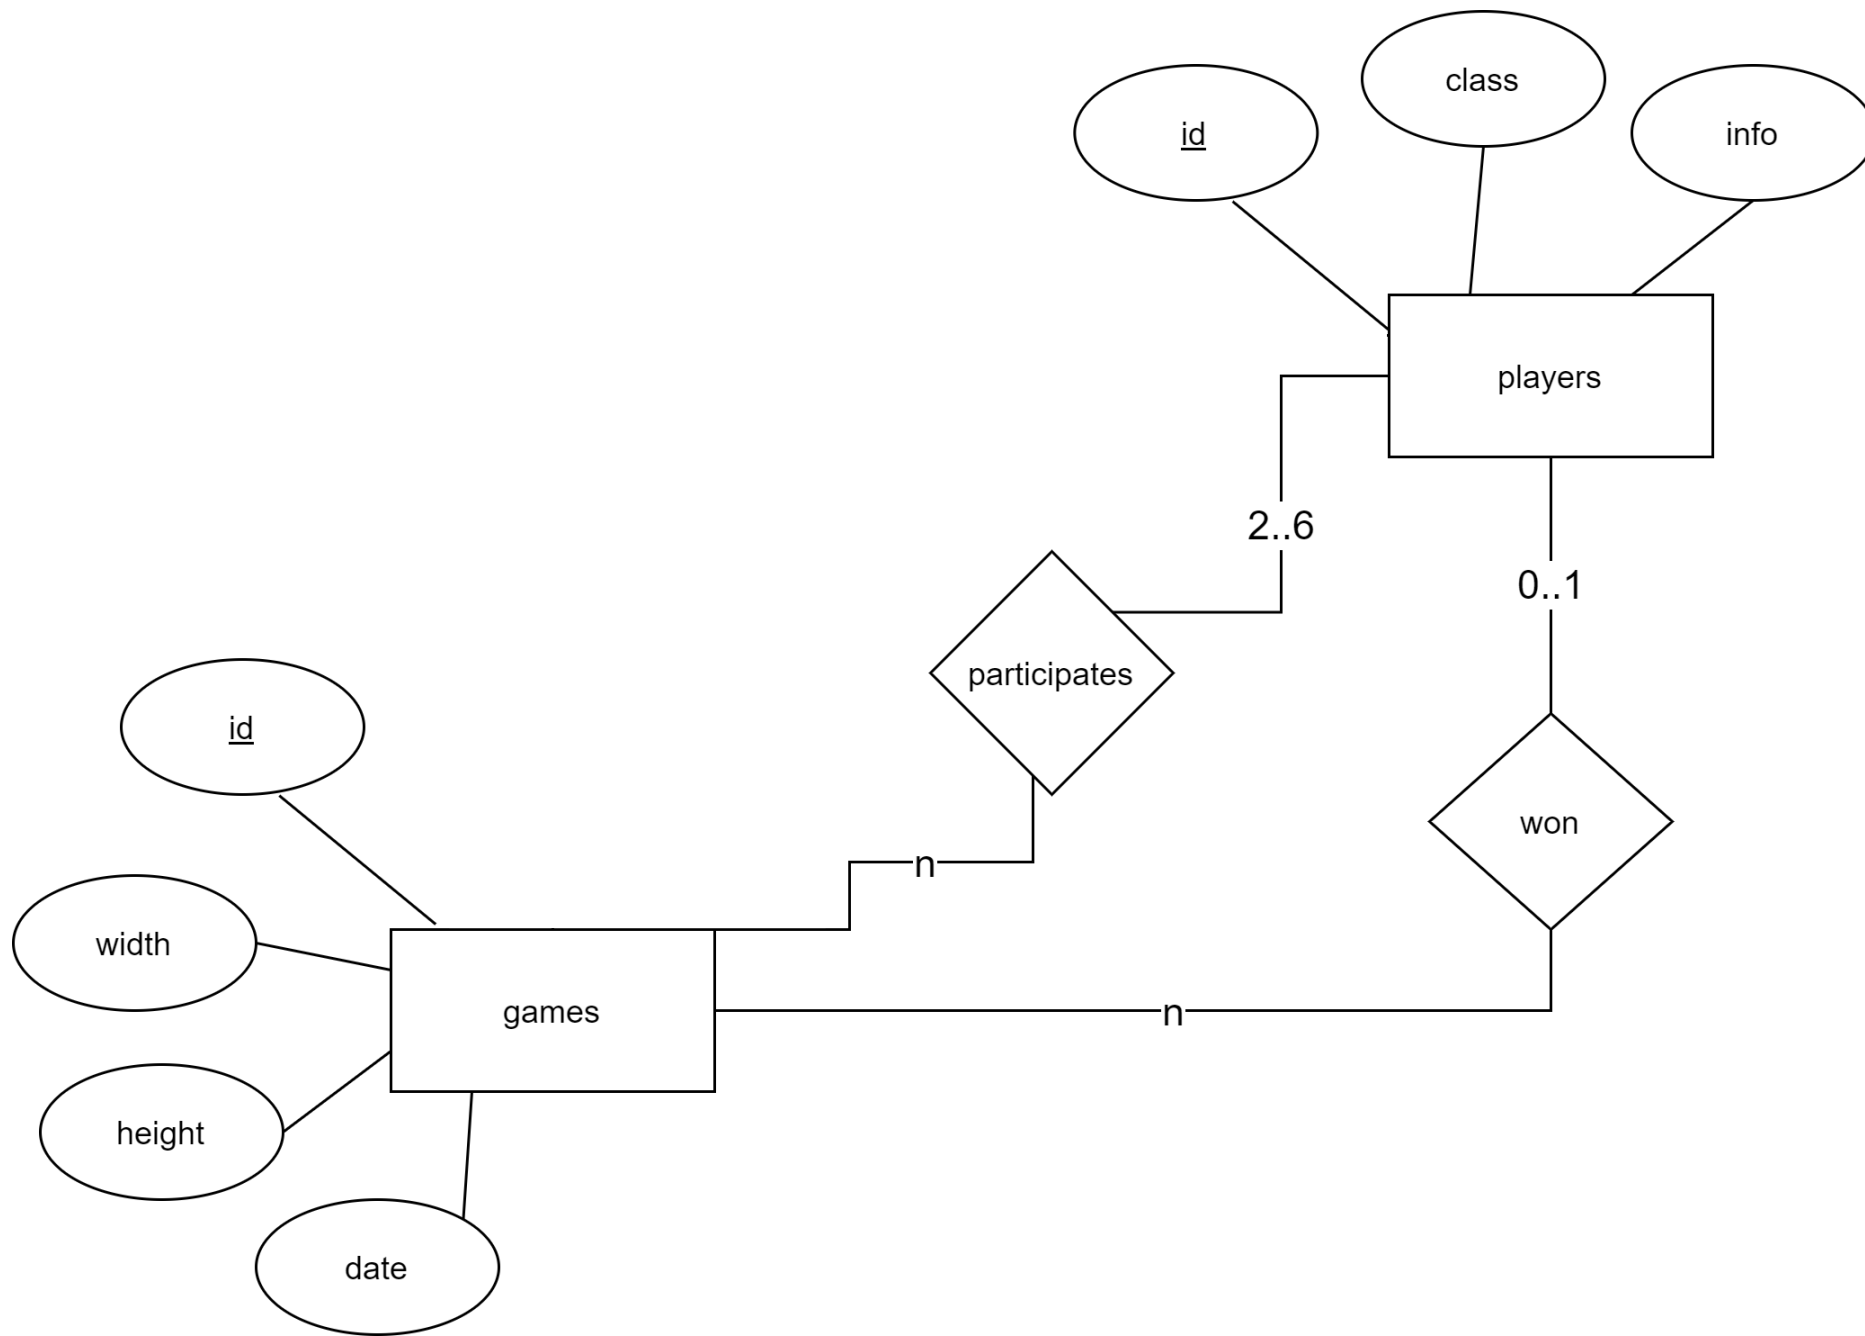 class
id
info
players
2..6
0..1
participates
id
won
n
width
games
n
height
date